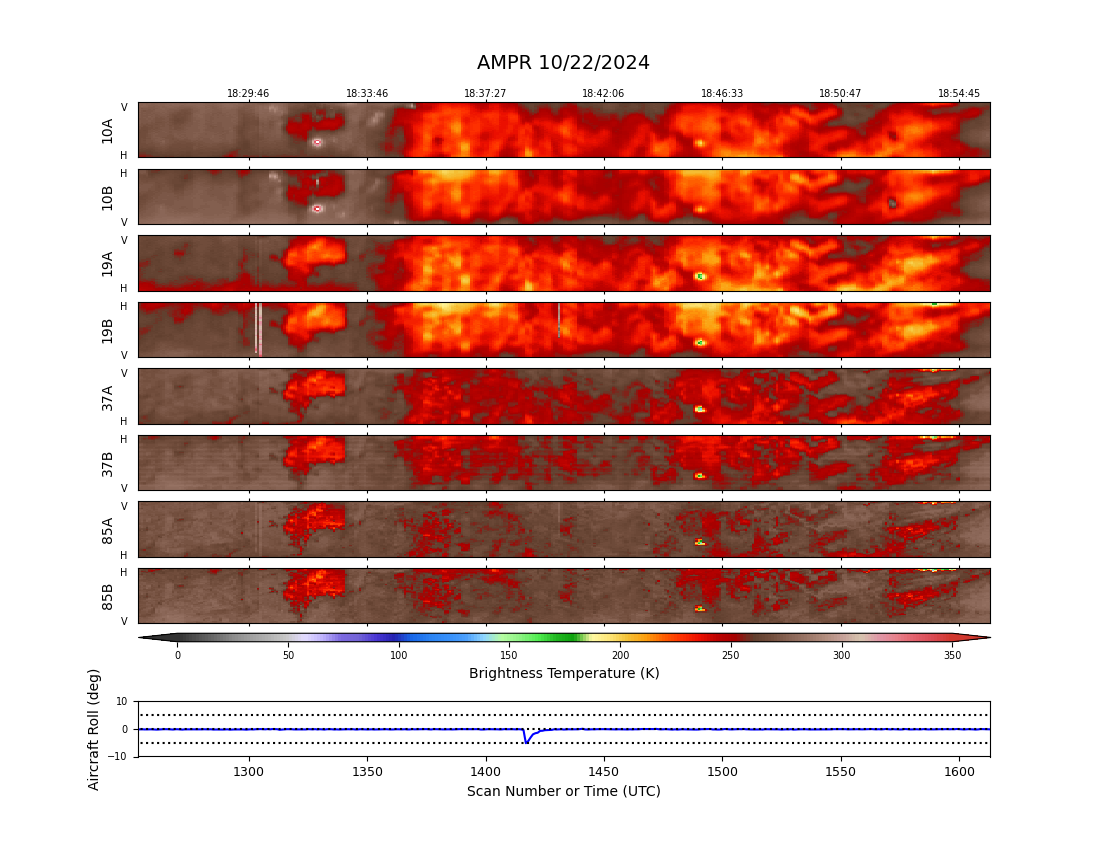 AMPR 10/22/2024
18:29:46 18:33:46 18:37:27 18:42:06 18:46:33 18:50:47 18:54:45
V
10A
H
H
10B
V
V
19A
H
H
19B
V
V
37A
H
H
37B
V
V
85A
H
H
85B
V
0 50 100 150 200 250 300 350
Brightness Temperature (K)
Aircraft Roll (deg)
10
0
−10
1300 1350 1400 1450 1500 1550 1600
Scan Number or Time (UTC)